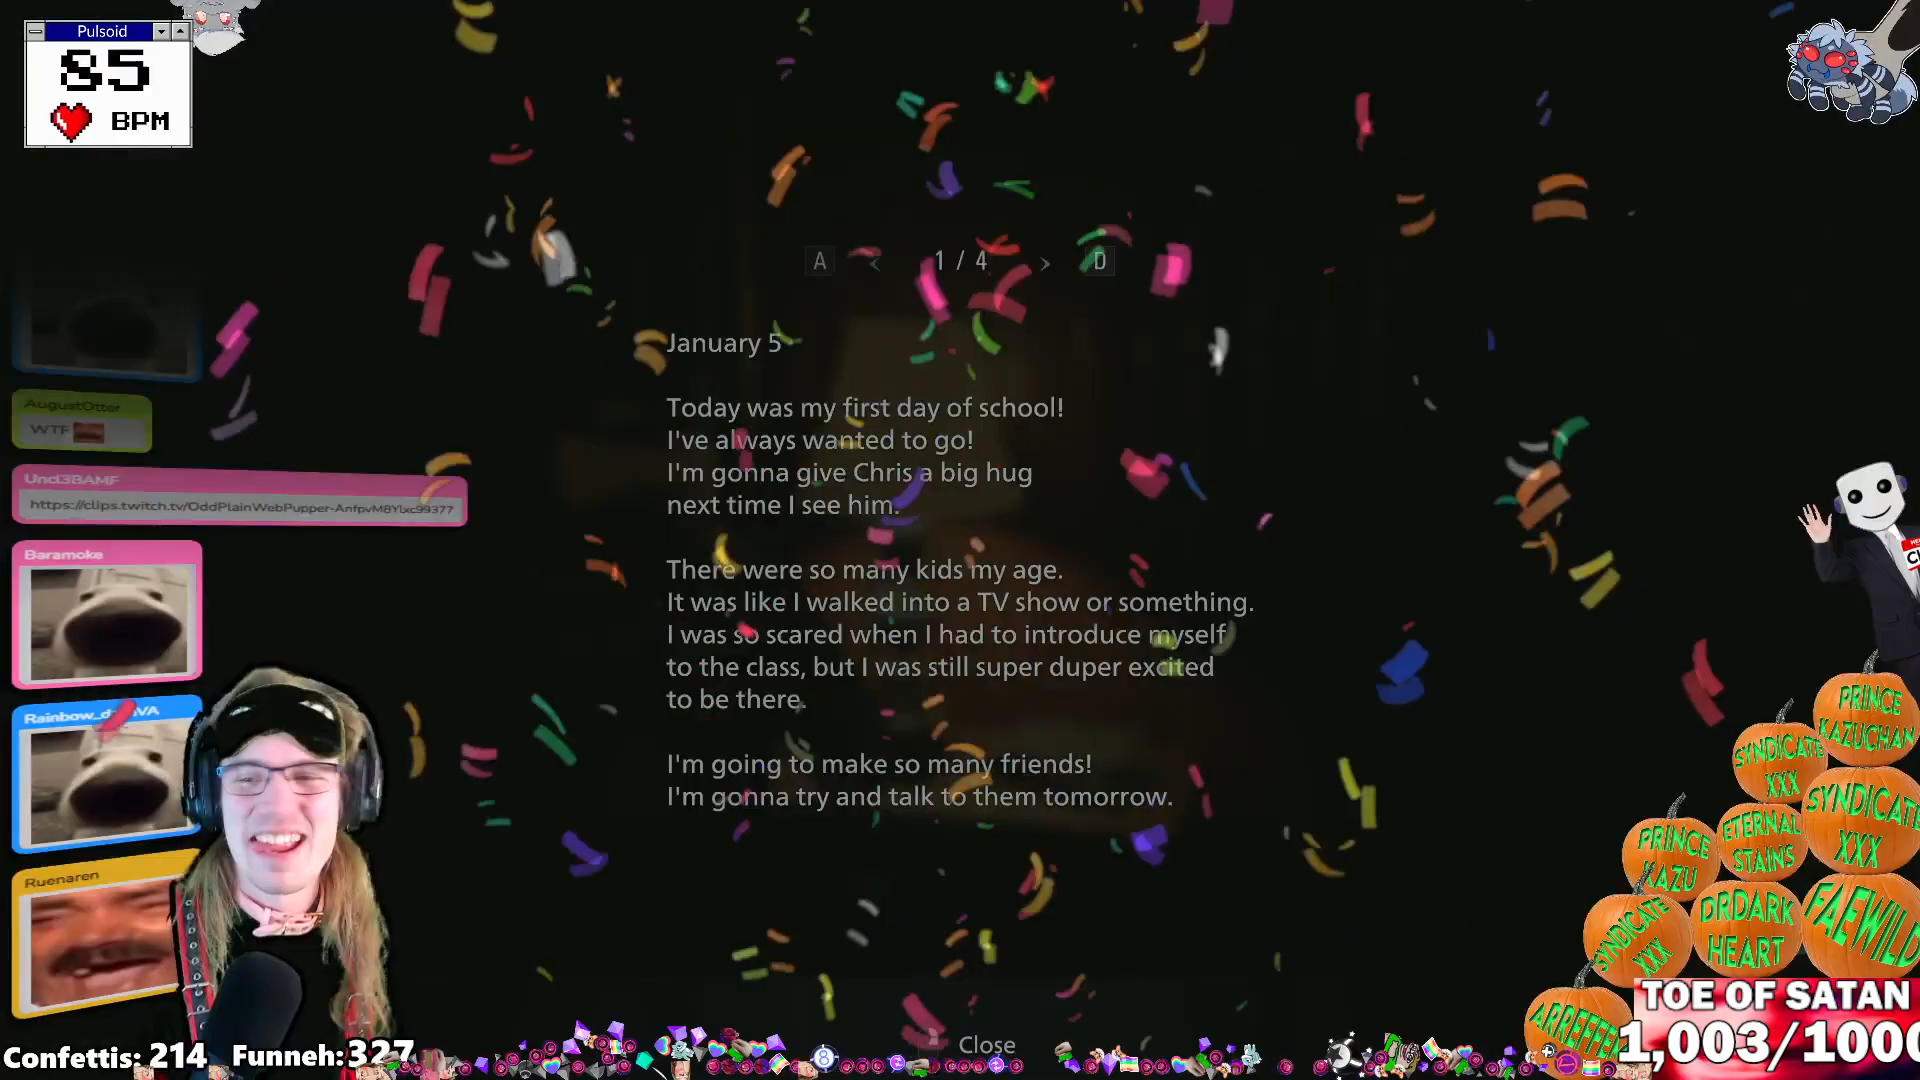 Pulsoid
85
BPM
A < 1 / 4 > D
January 5
Today was my first day of school!
I've always wanted to go!
I'm gonna give Chris a big hug
next time I see him.
There were so many kids my age.
It was like I walked into a TV show or something.
I was so scared when I had to introduce myself
to the class, but I was still super duper excited
to be there.
I'm going to make so many friends!
I'm gonna try and talk to them tomorrow.
Close
AugustOtter
WTF
Uncl3BAMF
Baramoke
Ruenaren
Confettis: 214 Funneh: 327
PRINCE
KAZUCHAN
SYNDICATE
XXX
SYNDICATE
XXX
PRINCE
KAZU
ETERNAL
STAINS
SYNDICATE
XXX
DRDARK
HEART
FAEWILD
TOE OF SATAN
1,003/1000